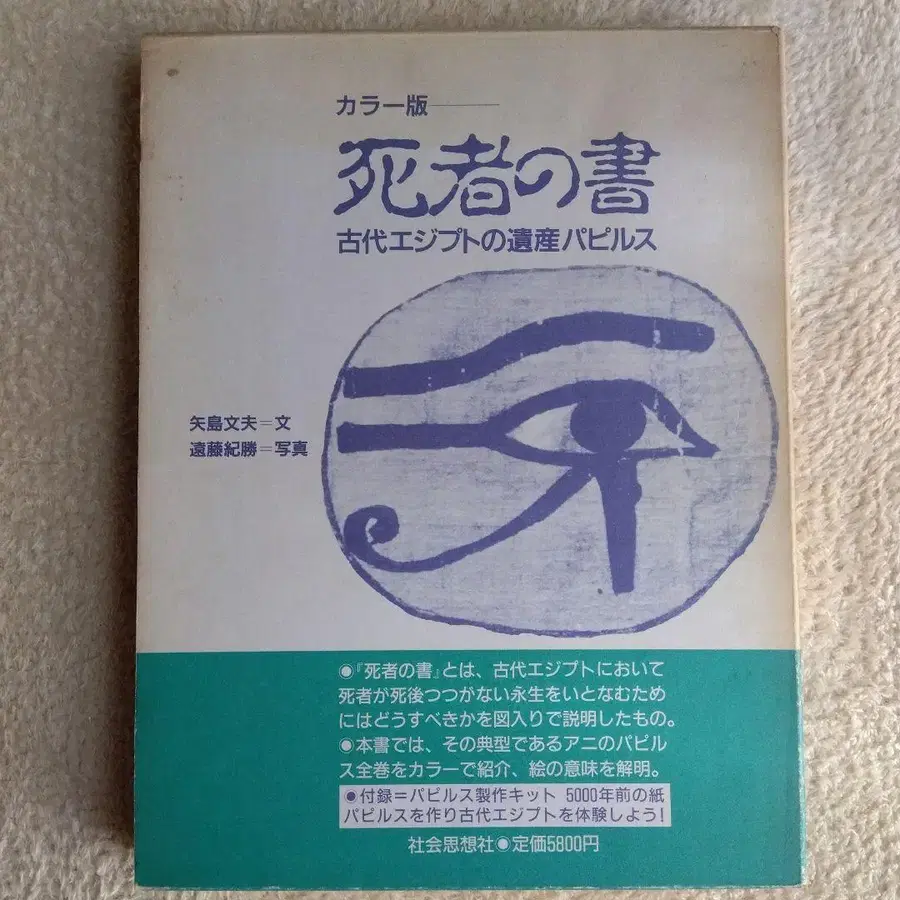 カラー版
死者の書
古代エジプトの遺産パピルス
矢島文夫=文
遠藤紀勝=写真
●『死者の書』とは、古代エジプトにおいて
死者が死後つつがない永生をいとなむため
にはどうすべきかを図入りで説明したもの。
●本書では、その典型であるアニのパピル
ス全巻をカラーで紹介、絵の意味を解明。
●付録=パピルス製作キット 5000年前の紙
パピルスを作り古代エジプトを体験しよう!
社会思想社●定価5800円